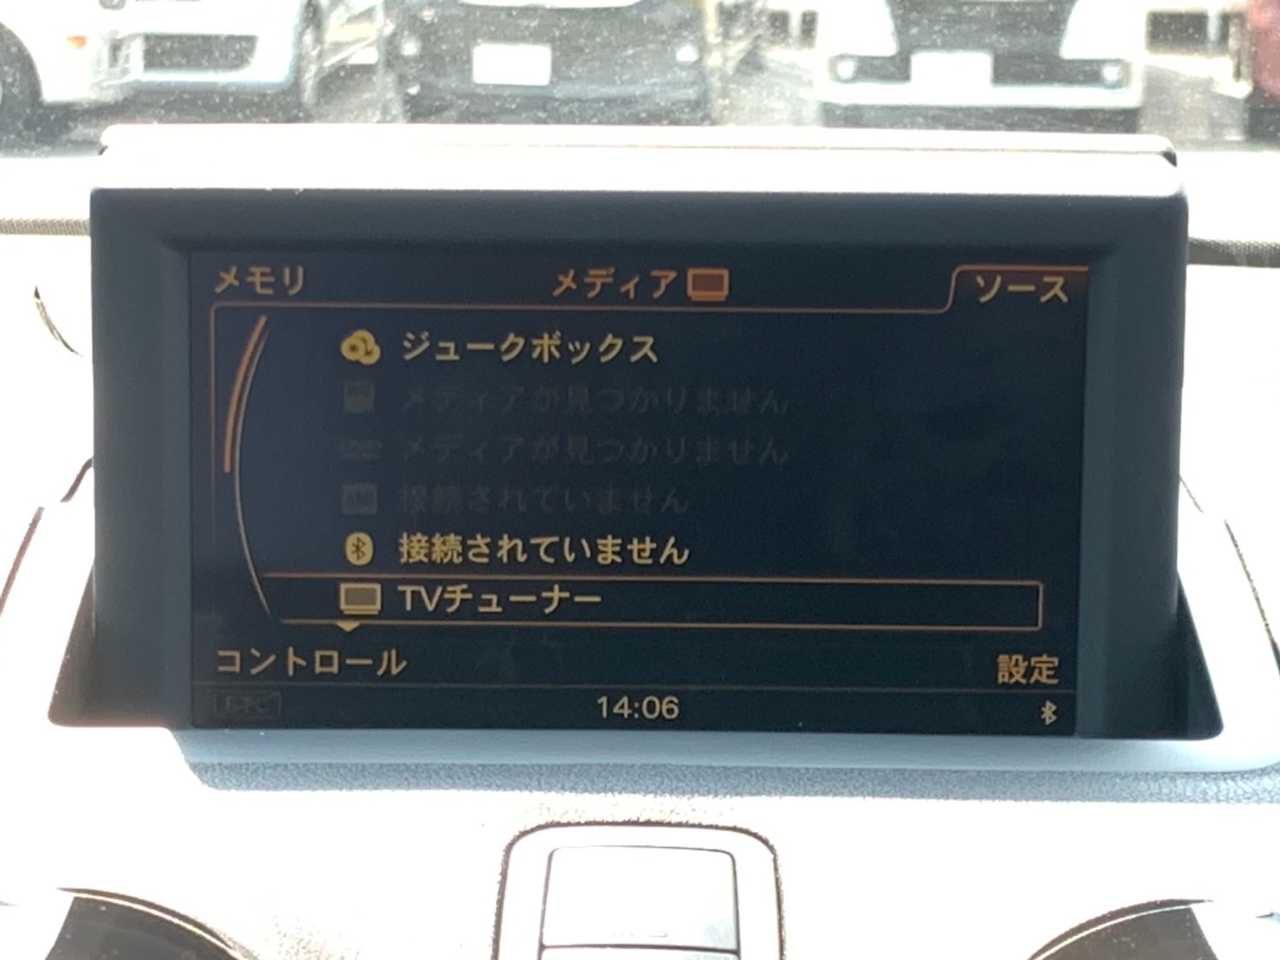 メモリ メディア ソース
ジュークボックス
メディアが見つかりません
メディアが見つかりません
接続されていません
接続されていません
TVチューナー
コントロール 設定
14:06